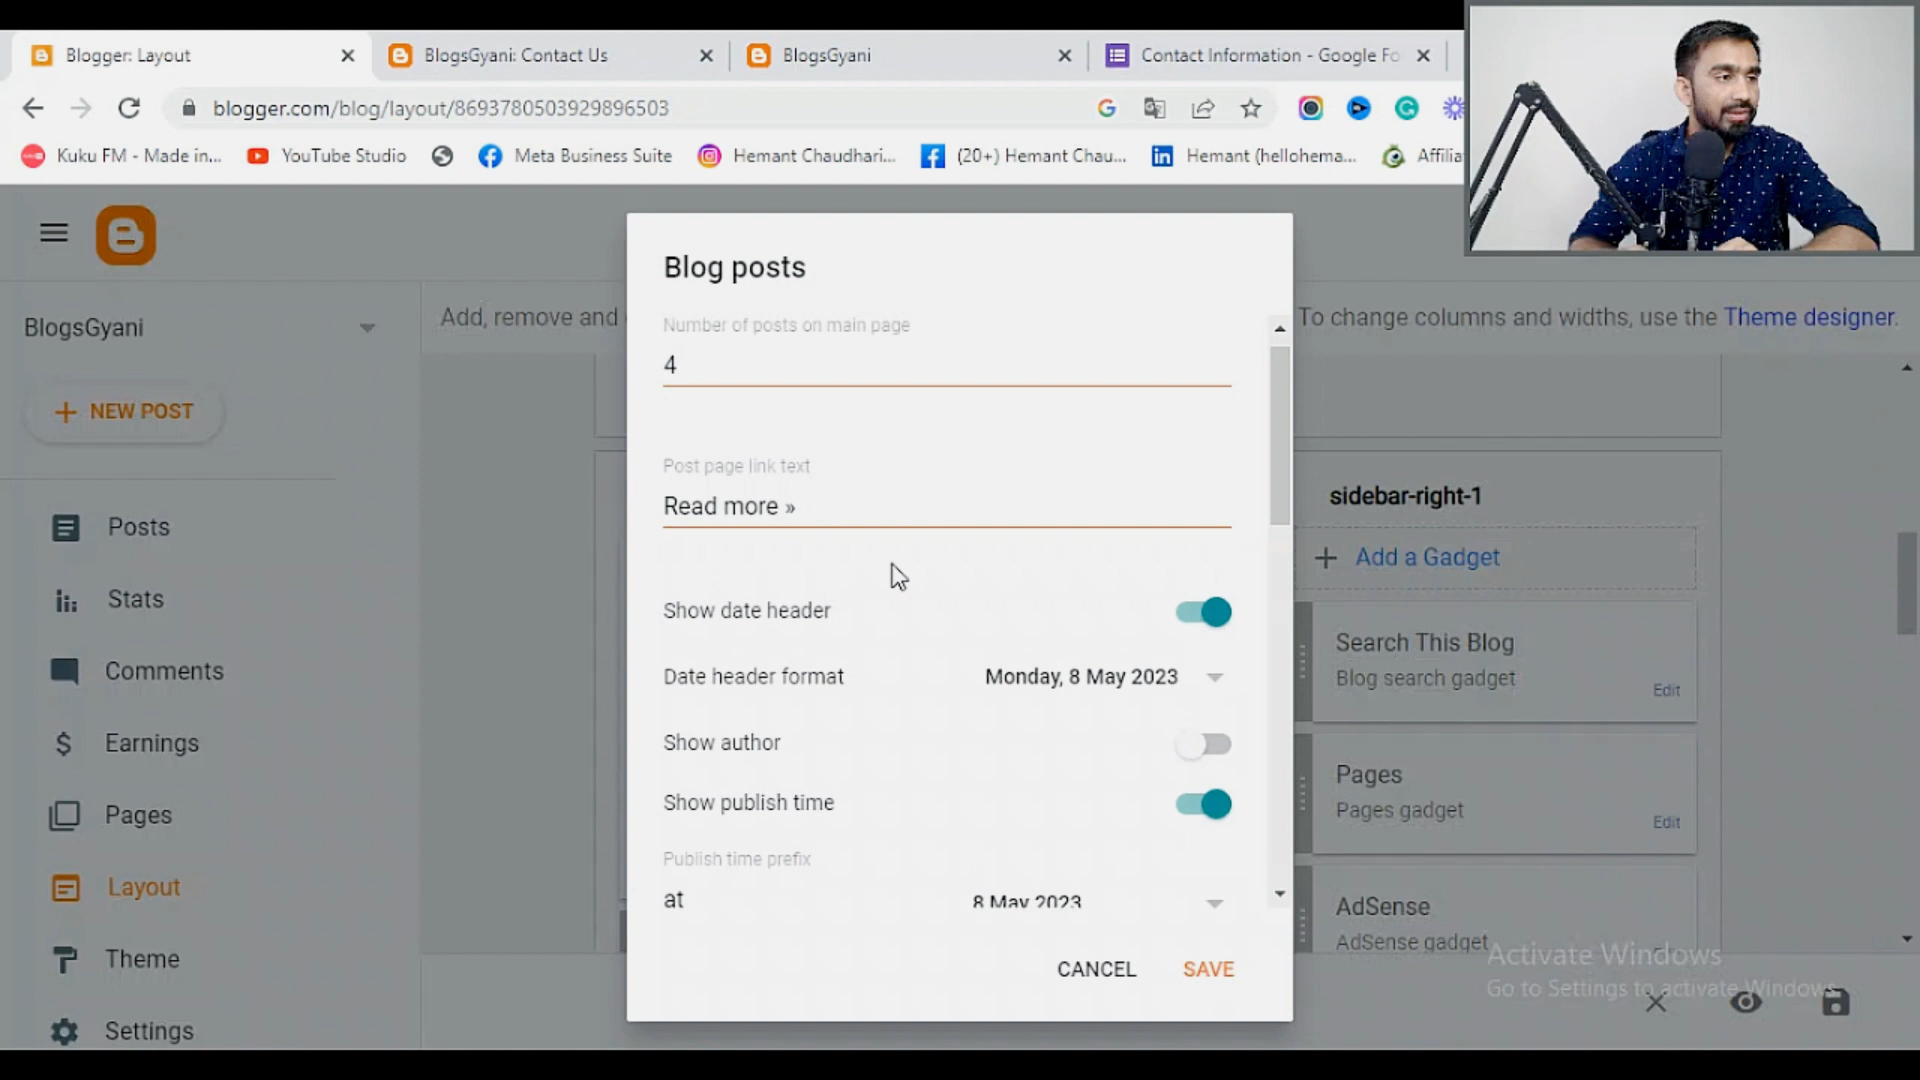 Blogger: Layout
BlogsGyani: Contact Us
BlogsGyani
Contact Information - Google Fo
blogger.com/blog/layout/8693780503929896503
Kuku FM - Made in...
YouTube Studio
Meta Business Suite
Hemant Chaudhari...
(20+) Hemant Chau...
Hemant (hellohema...
Affilia
BlogsGyani
Add, remove and
To change columns and widths, use the Theme designer.
NEW POST
Posts
Stats
Comments
Earnings
Pages
Layout
Theme
Settings
Blog posts
Number of posts on main page
4
Post page link text
Read more »
Show date header
Date header format
Monday, 8 May 2023
Show author
Show publish time
Publish time prefix
at
8 May 2023
CANCEL
SAVE
sidebar-right-1
Add a Gadget
Search This Blog
Blog search gadget
Edit
Pages
Pages gadget
Edit
AdSense
AdSense gadget
Activate Windows
Go to Settings to activate Windows.